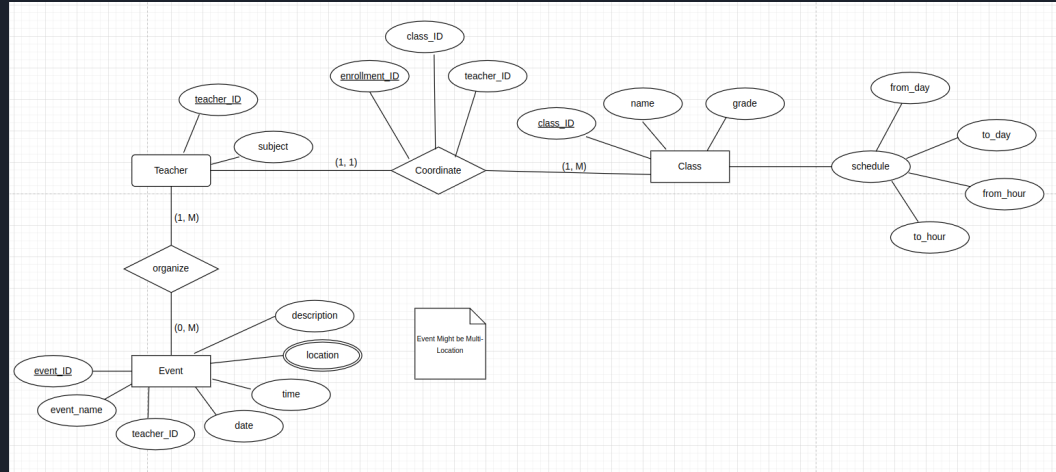 class_ID
enrollment_ID
teacher_ID
teacher_ID
subject
Teacher
(1, 1)
Coordinate
(1, M)
class_ID
name
grade
Class
schedule
from_day
to_day
from_hour
to_hour
(1, M)
organize
(0, M)
description
location
event_ID
Event
time
event_name
teacher_ID
date
Event Might be Multi-
Location